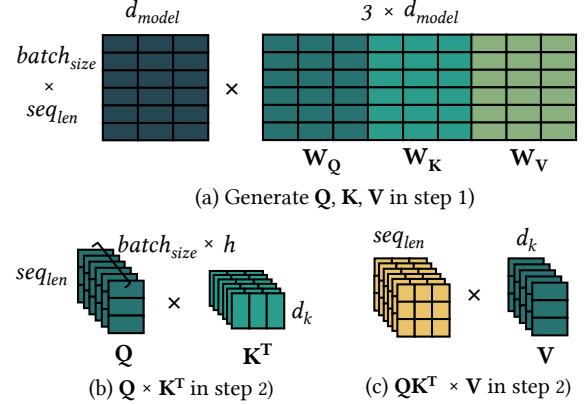 d_model
3 × d_model
batch_size
×
seq_len
×
W_Q
W_K
W_V
(a) Generate Q, K, V in step 1)
batch_size × h
seq_len
×
d_k
Q
K^T
(b) Q × K^T in step 2)
seq_len
d_k
×
V
(c) QK^T × V in step 2)